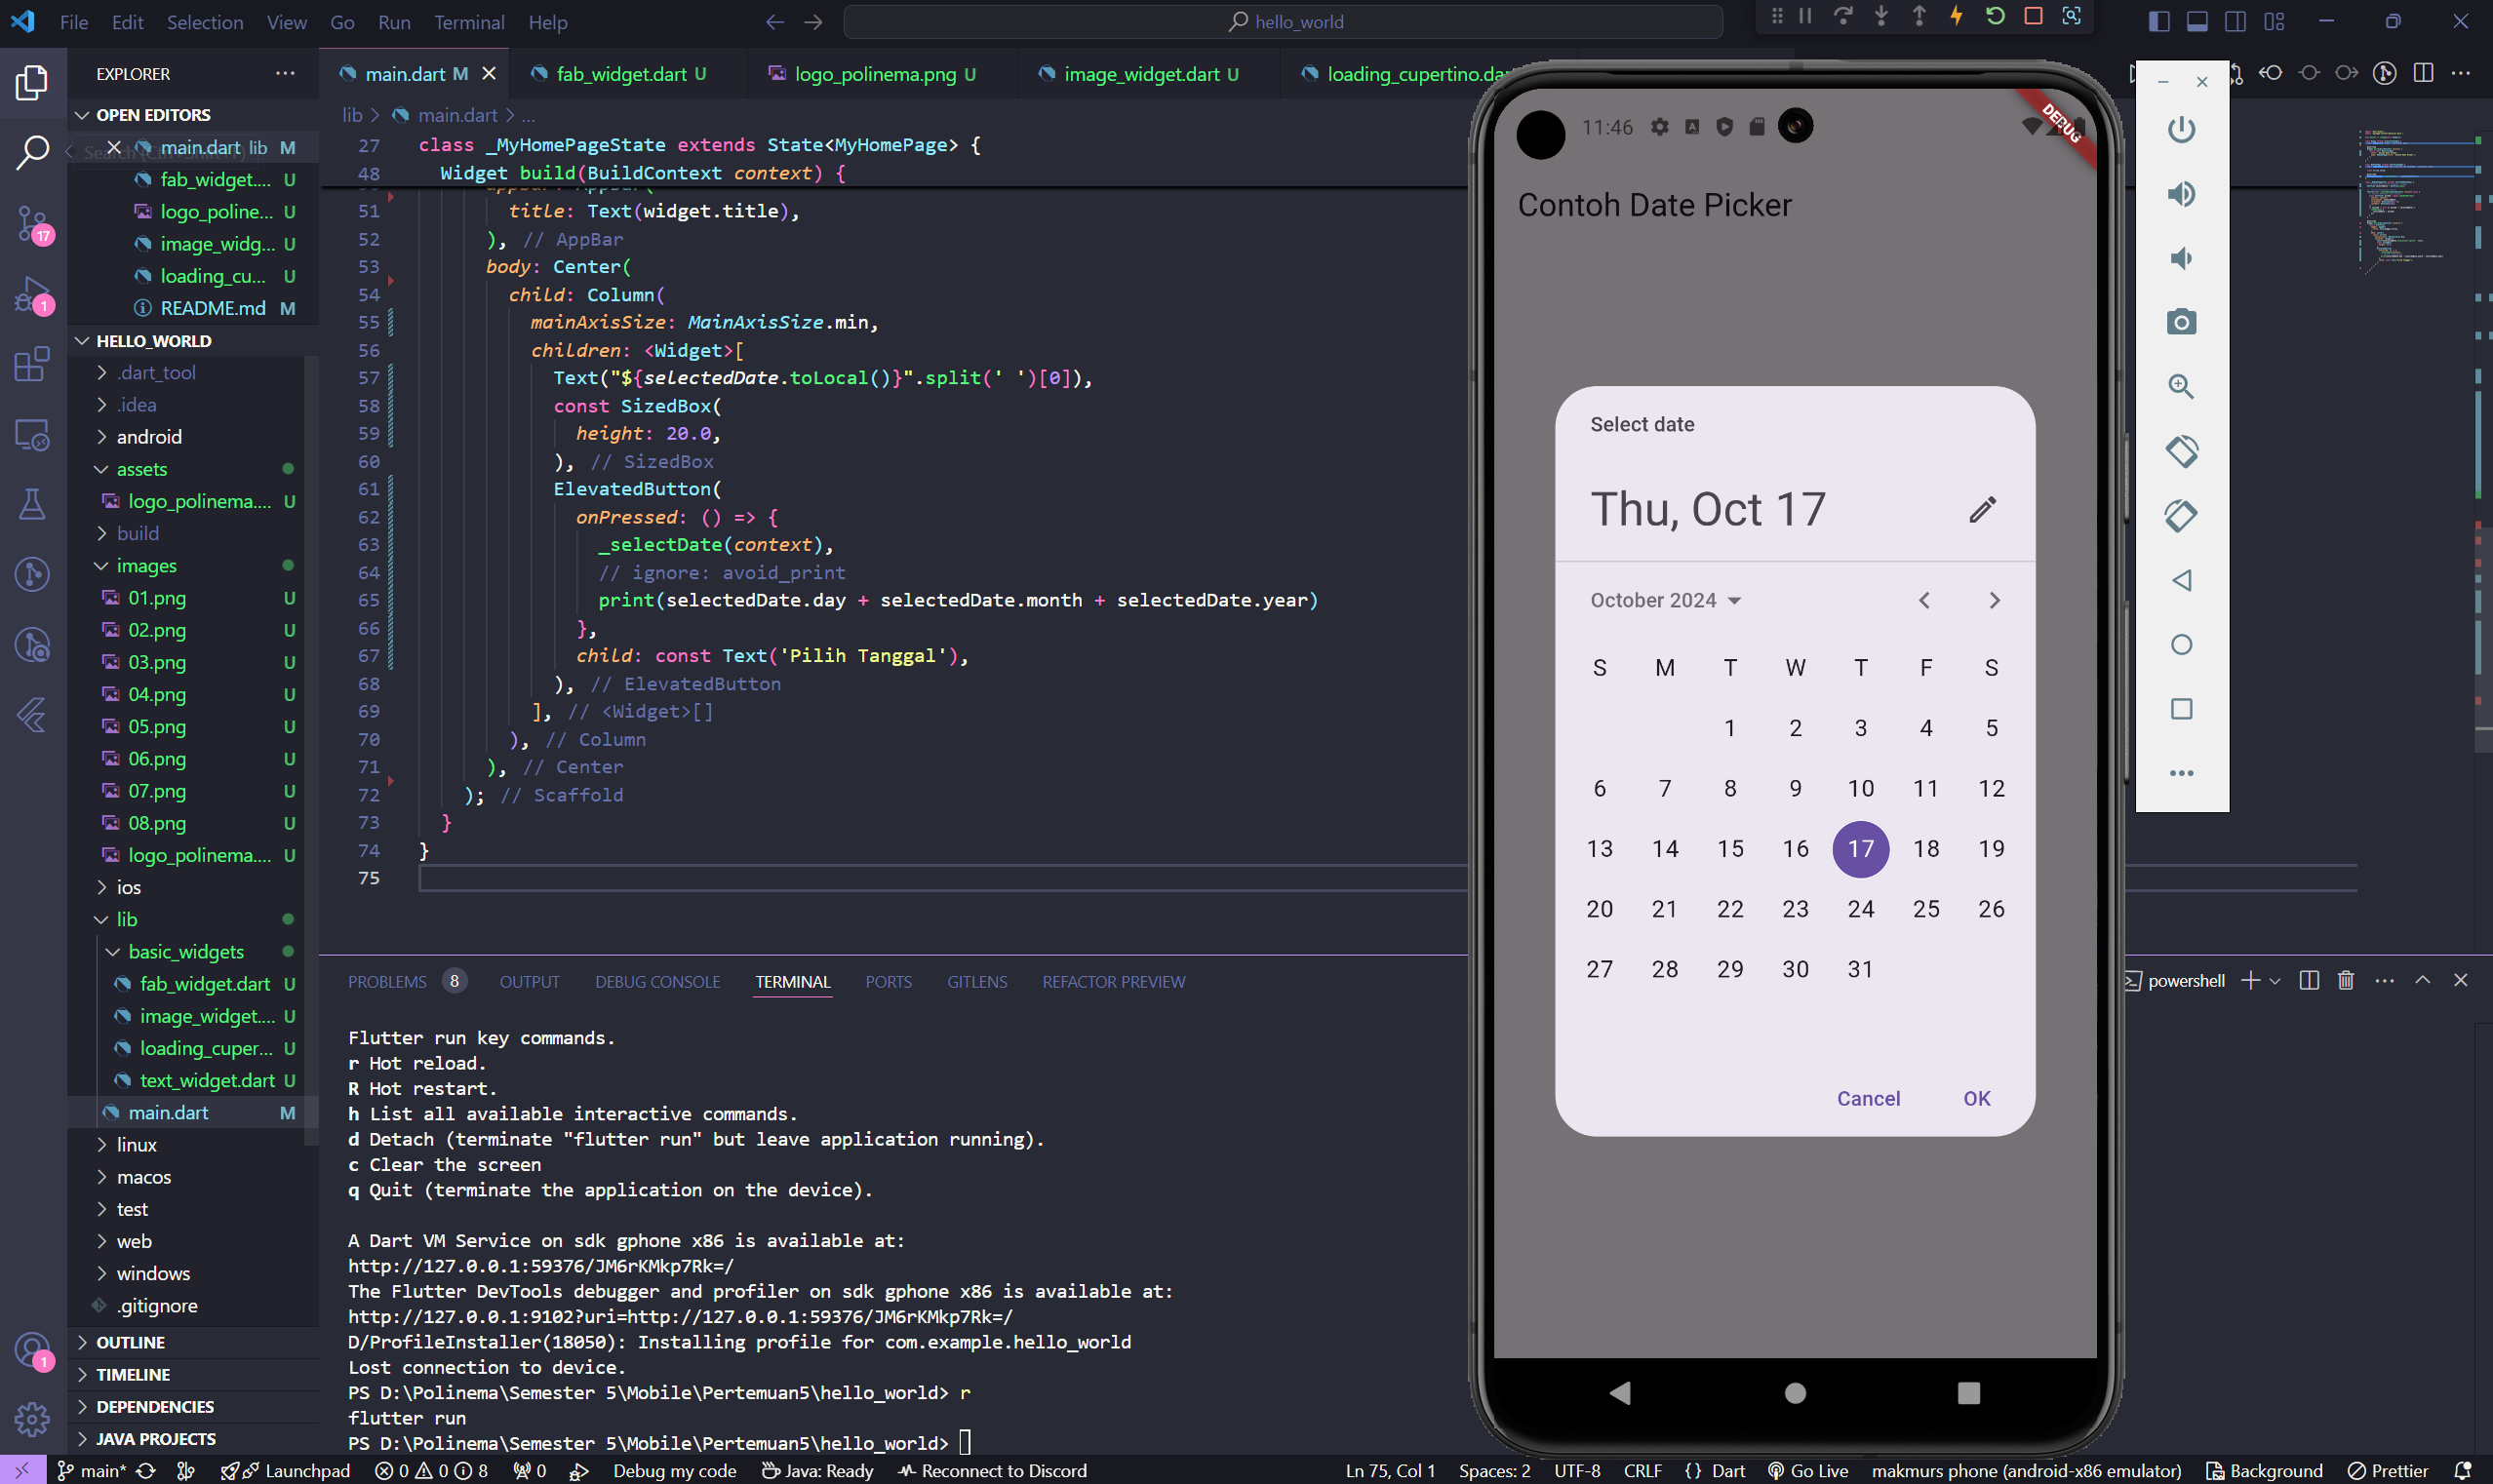 File Edit Selection View Go Run Terminal Help
hello_world
EXPLORER
OPEN EDITORS
main.dart lib M
fab_widget.... U
logo_poline... U
image_widg... U
loading_cu... U
README.md M
HELLO_WORLD
.dart_tool
.idea
android
assets
logo_polinema.... U
build
images
01.png U
02.png U
03.png U
04.png U
05.png U
06.png U
07.png U
08.png U
logo_polinema.... U
ios
lib
basic_widgets
fab_widget.dart U
image_widget.... U
loading_cuper... U
text_widget.dart U
main.dart M
linux
macos
test
web
windows
.gitignore
OUTLINE
TIMELINE
DEPENDENCIES
JAVA PROJECTS
17
1
1
main.dart M
fab_widget.dart U
logo_polinema.png U
image_widget.dart U
loading_cupertino.dar
lib > main.dart > ...
27 class _MyHomePageState extends State<MyHomePage> {
48 Widget build(BuildContext context) {
51 title: Text(widget.title),
52 ), // AppBar
53 body: Center(
54 child: Column(
55 mainAxisSize: MainAxisSize.min,
56 children: <Widget>[
57 Text("${selectedDate.toLocal()}".split(' ')[0]),
58 const SizedBox(
59 height: 20.0,
60 ), // SizedBox
61 ElevatedButton(
62 onPressed: () => {
63 _selectDate(context),
64 // ignore: avoid_print
65 print(selectedDate.day + selectedDate.month + selectedDate.year)
66 },
67 child: const Text('Pilih Tanggal'),
68 ), // ElevatedButton
69 ], // <Widget>[]
70 ), // Column
71 ), // Center
72 ); // Scaffold
73 }
74 }
75
PROBLEMS 8 OUTPUT DEBUG CONSOLE TERMINAL PORTS GITLENS REFACTOR PREVIEW
powershell
Flutter run key commands.
r Hot reload.
R Hot restart.
h List all available interactive commands.
d Detach (terminate "flutter run" but leave application running).
c Clear the screen
q Quit (terminate the application on the device).
A Dart VM Service on sdk gphone x86 is available at:
http://127.0.0.1:59376/JM6rKMkp7Rk=/
The Flutter DevTools debugger and profiler on sdk gphone x86 is available at:
http://127.0.0.1:9102?uri=http://127.0.0.1:59376/JM6rKMkp7Rk=/
D/ProfileInstaller(18050): Installing profile for com.example.hello_world
Lost connection to device.
PS D:\Polinema\Semester 5\Mobile\Pertemuan5\hello_world> r
flutter run
PS D:\Polinema\Semester 5\Mobile\Pertemuan5\hello_world>
11:46
DEBUG
Contoh Date Picker
Select date
Thu, Oct 17
October 2024
S M T W T F S
1 2 3 4 5
6 7 8 9 10 11 12
13 14 15 16 17 18 19
20 21 22 23 24 25 26
27 28 29 30 31
Cancel OK
main* Launchpad 0 0 8 0 Debug my code Java: Ready Reconnect to Discord Ln 75, Col 1 Spaces: 2 UTF-8 CRLF {} Dart Go Live makmurs phone (android-x86 emulator) Background Prettier